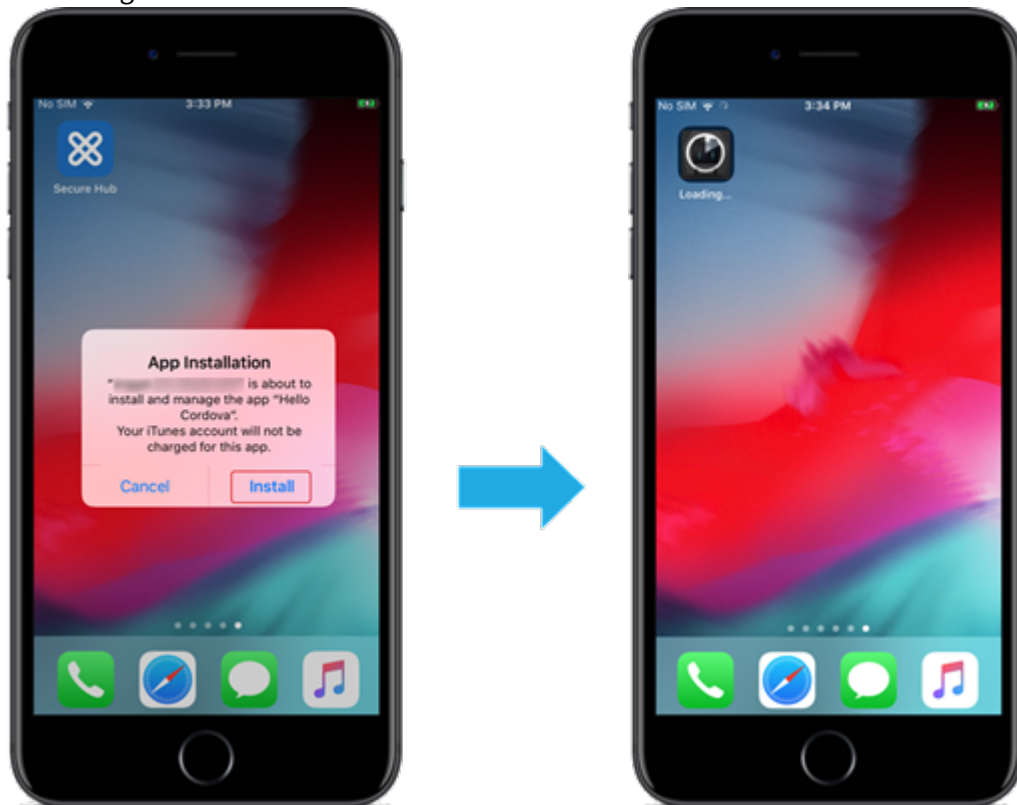 No SIM
3:33 PM
Secure Hub
App Installation
" is about to
install and manage the app "Hello
Cordova".
Your iTunes account will not be
charged for this app.
Cancel
Install
No SIM
3:34 PM
Loading...